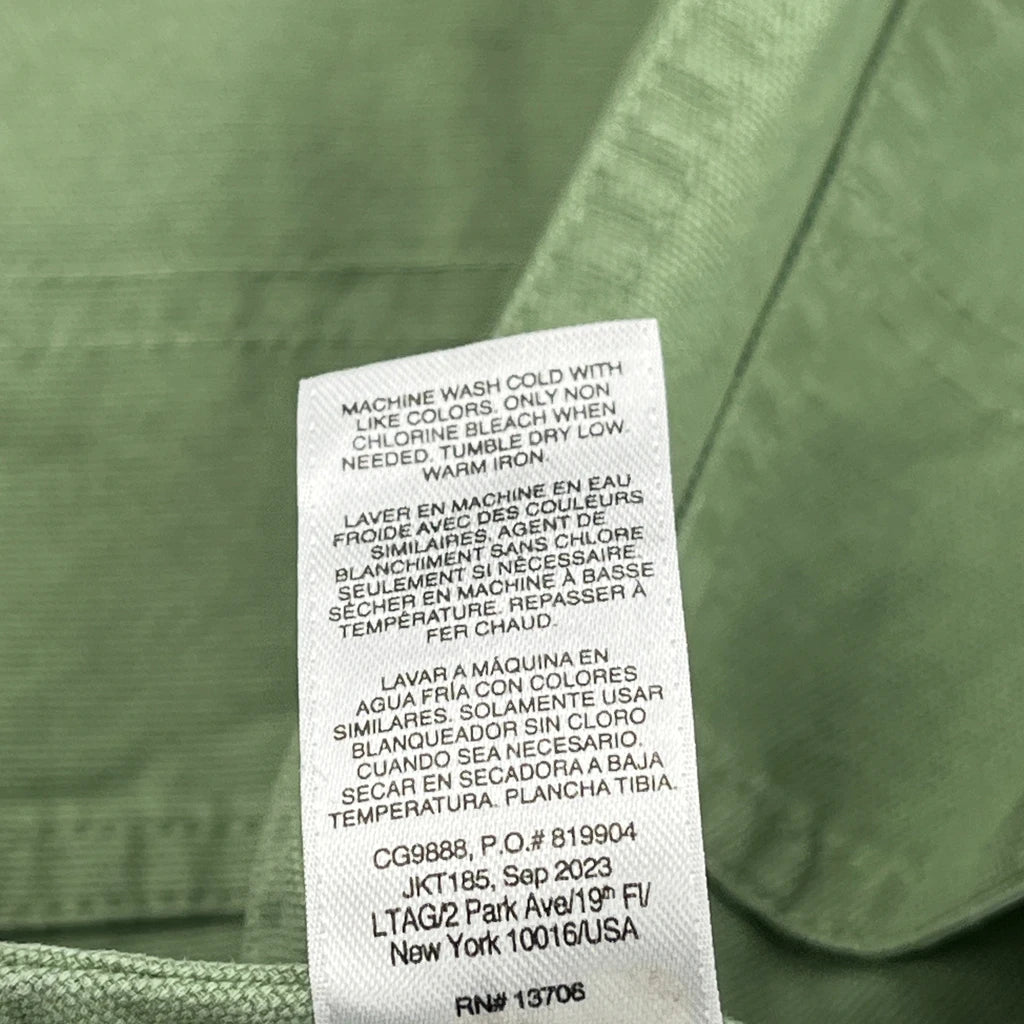 MACHINE WASH COLD WITH
LIKE COLORS. ONLY NON
CHLORINE BLEACH WHEN
NEEDED. TUMBLE DRY LOW.
WARM IRON.
LAVER EN MACHINE EN EAU
FROIDE AVEC DES COULEURS
SIMILAIRES. AGENT DE
BLANCHIMENT SANS CHLORE
SEULEMENT SI NÉCESSAIRE.
SÉCHER EN MACHINE À BASSE
TEMPÉRATURE. REPASSER À
FER CHAUD.
LAVAR A MÁQUINA EN
AGUA FRÍA CON COLORES
SIMILARES. SOLAMENTE USAR
BLANQUEADOR SIN CLORO
CUANDO SEA NECESARIO.
SECAR EN SECADORA A BAJA
TEMPERATURA. PLANCHA TIBIA.
CG9888, P.O.# 819904
JKT185, Sep 2023
LTAG/2 Park Ave/19th Fl/
New York 10016/USA
RN# 13706